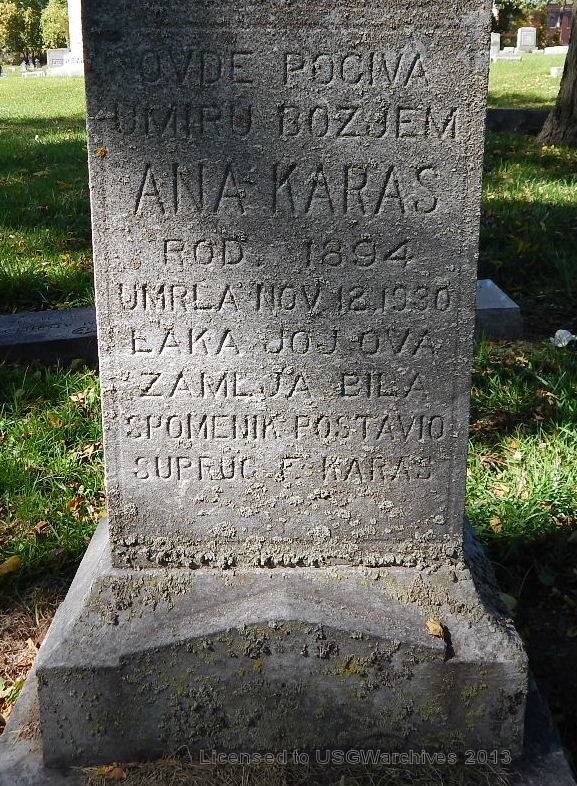 OVDE POCIVA
UMIRU BOZJEM
ANA KARAS
ROD. 1894
UMRLA NOV. 12, 1930
LAKA JOJ OVA
ZAMLJA BILA
SPOMENIK POSTAVIO
SUPRUG F. KARAS
Licensed to USGWarchives 2013